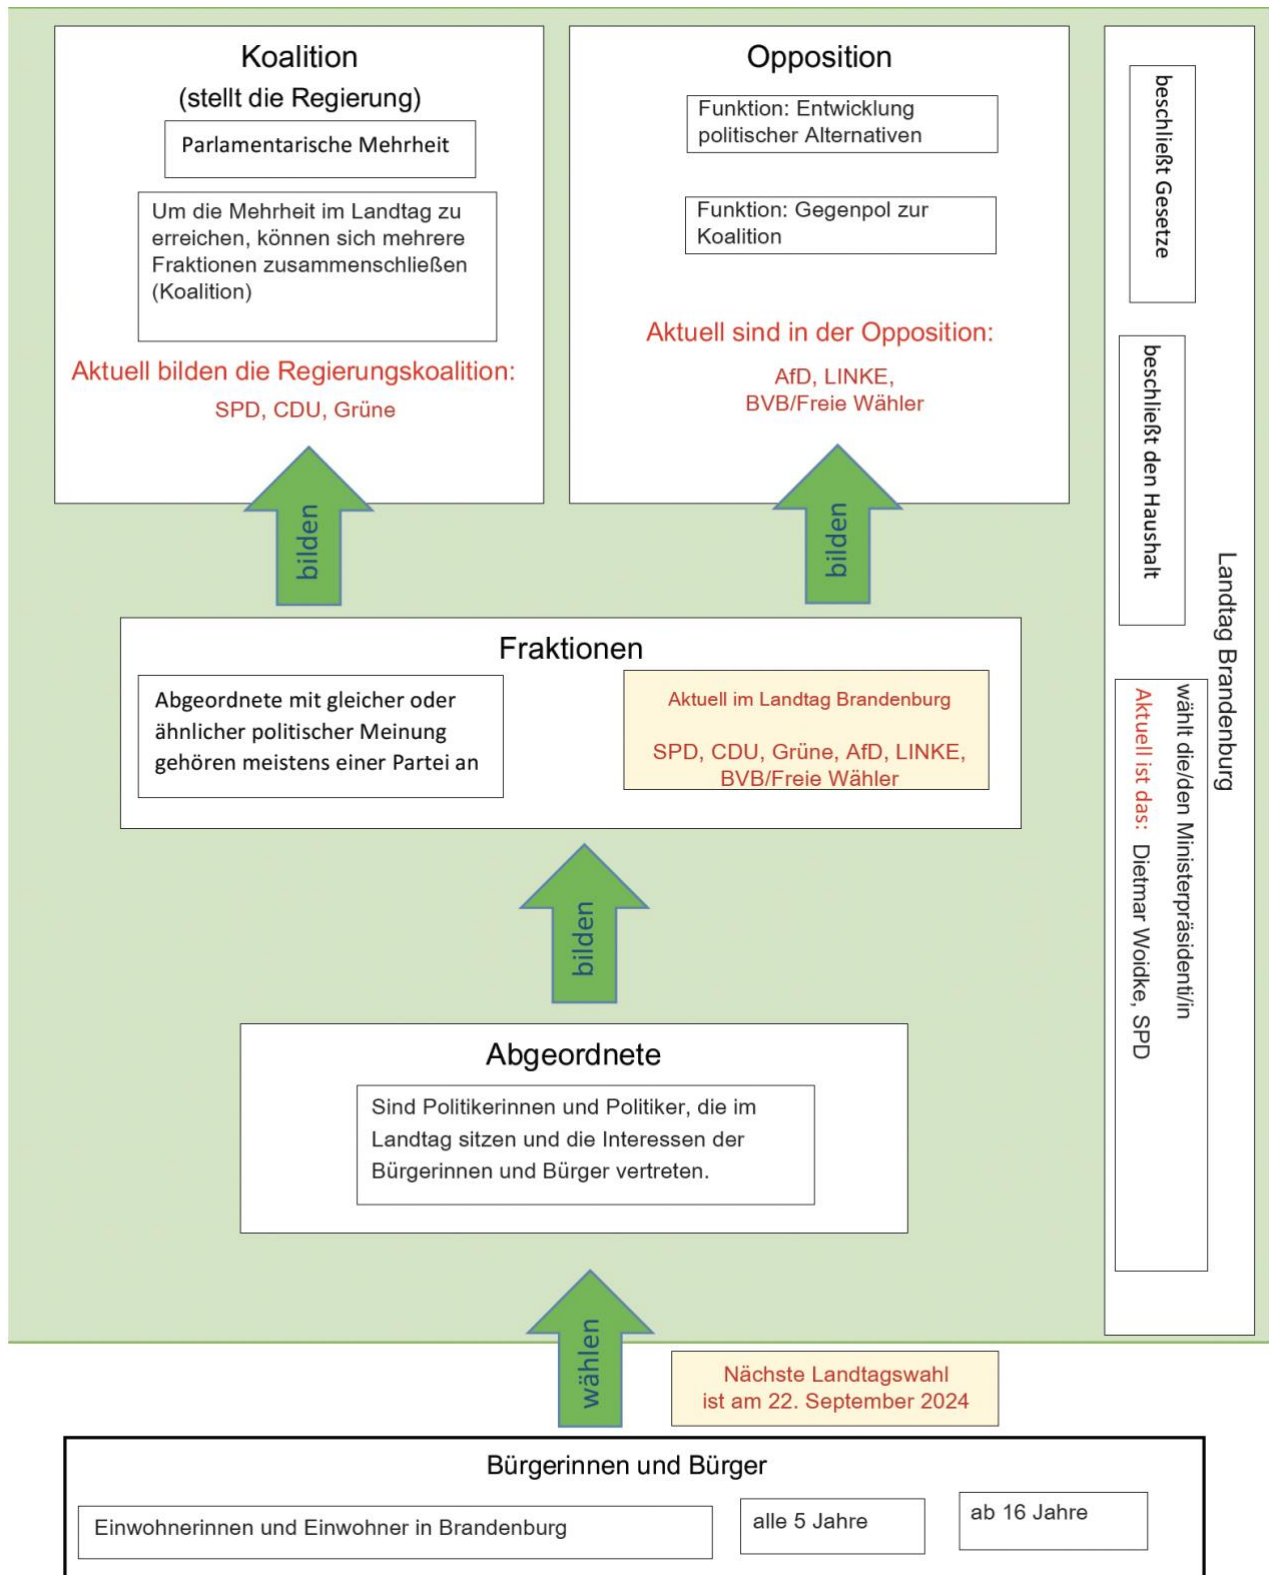 Koalition
(stellt die Regierung)
Parlamentarische Mehrheit
Um die Mehrheit im Landtag zu
erreichen, können sich mehrere
Fraktionen zusammenschließen
(Koalition)
Aktuell bilden die Regierungskoalition:
SPD, CDU, Grüne
bilden
Opposition
Funktion: Entwicklung
politischer Alternativen
Funktion: Gegenpol zur
Koalition
Aktuell sind in der Opposition:
AfD, LINKE,
BVB/Freie Wähler
bilden
Landtag Brandenburg
beschließt Gesetze
beschließt den Haushalt
wählt die/den Ministerpräsidenti/in
Aktuell ist das: Dietmar Woidke, SPD
Fraktionen
Abgeordnete mit gleicher oder
ähnlicher politischer Meinung
gehören meistens einer Partei an
Aktuell im Landtag Brandenburg
SPD, CDU, Grüne, AfD, LINKE,
BVB/Freie Wähler
bilden
Abgeordnete
Sind Politikerinnen und Politiker, die im
Landtag sitzen und die Interessen der
Bürgerinnen und Bürger vertreten.
wählen
Nächste Landtagswahl
ist am 22. September 2024
Bürgerinnen und Bürger
Einwohnerinnen und Einwohner in Brandenburg
alle 5 Jahre
ab 16 Jahre